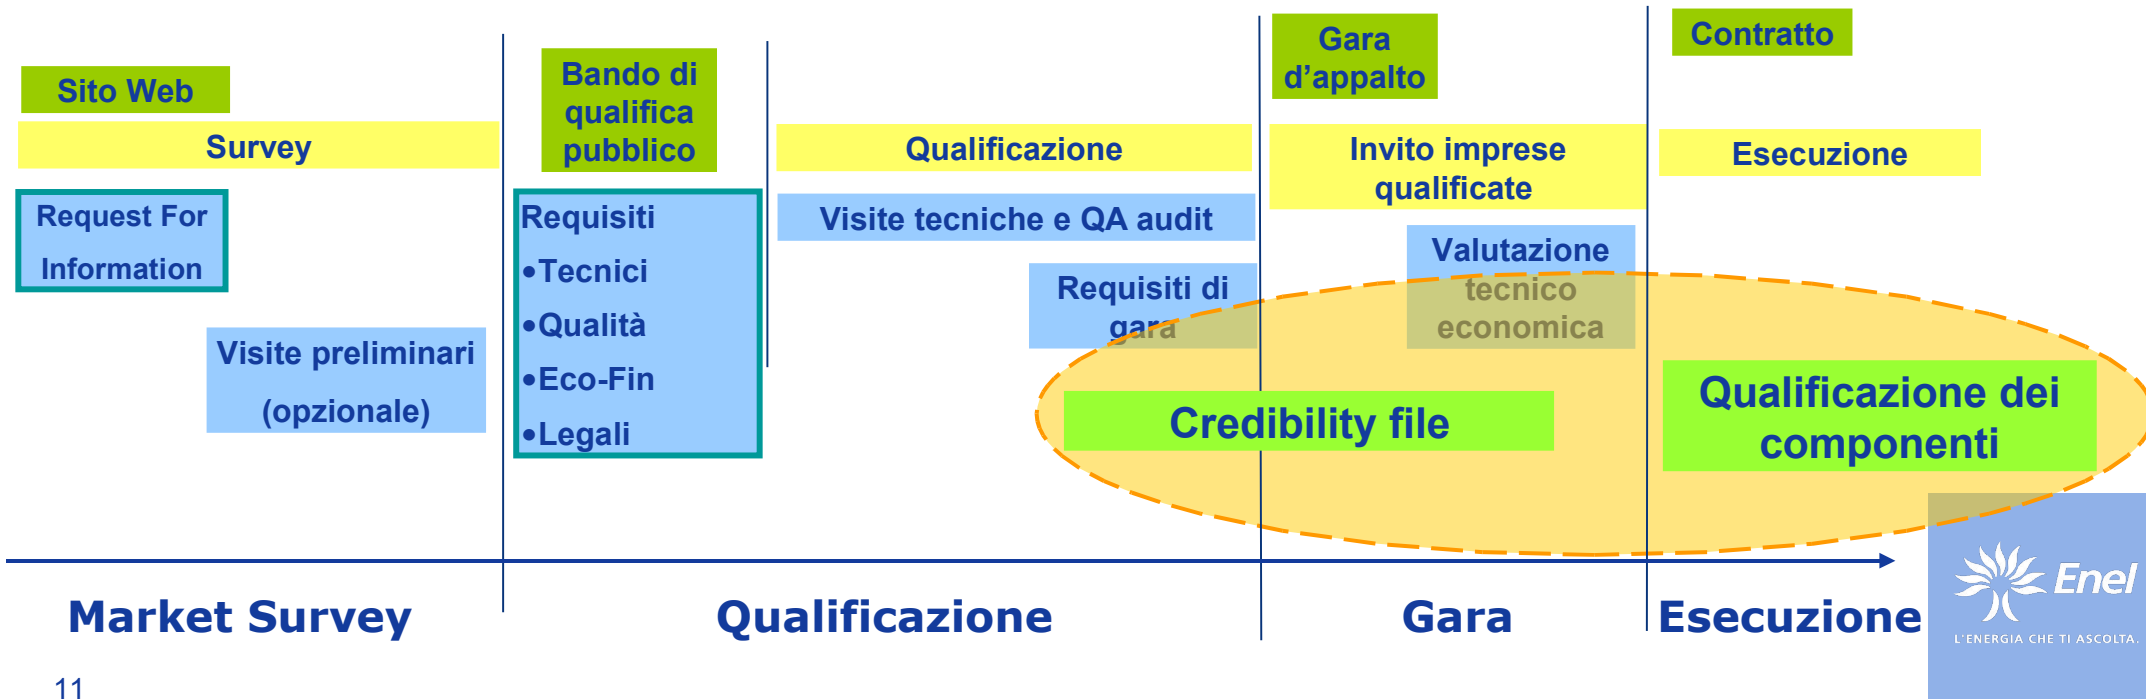 Sito Web
Survey
Request For
Information
Visite preliminari
(opzionale)
Bando di
qualifica
pubblico
Requisiti
•Tecnici
•Qualità
•Eco-Fin
•Legali
Qualificazione
Visite tecniche e QA audit
Requisiti di
gara
Gara
d’appalto
Invito imprese
qualificate
Valutazione
tecnico
economica
Credibility file
Contratto
Esecuzione
Qualificazione dei
componenti
Market Survey
Qualificazione
Gara
Esecuzione
Enel
L'ENERGIA CHE TI ASCOLTA.
11